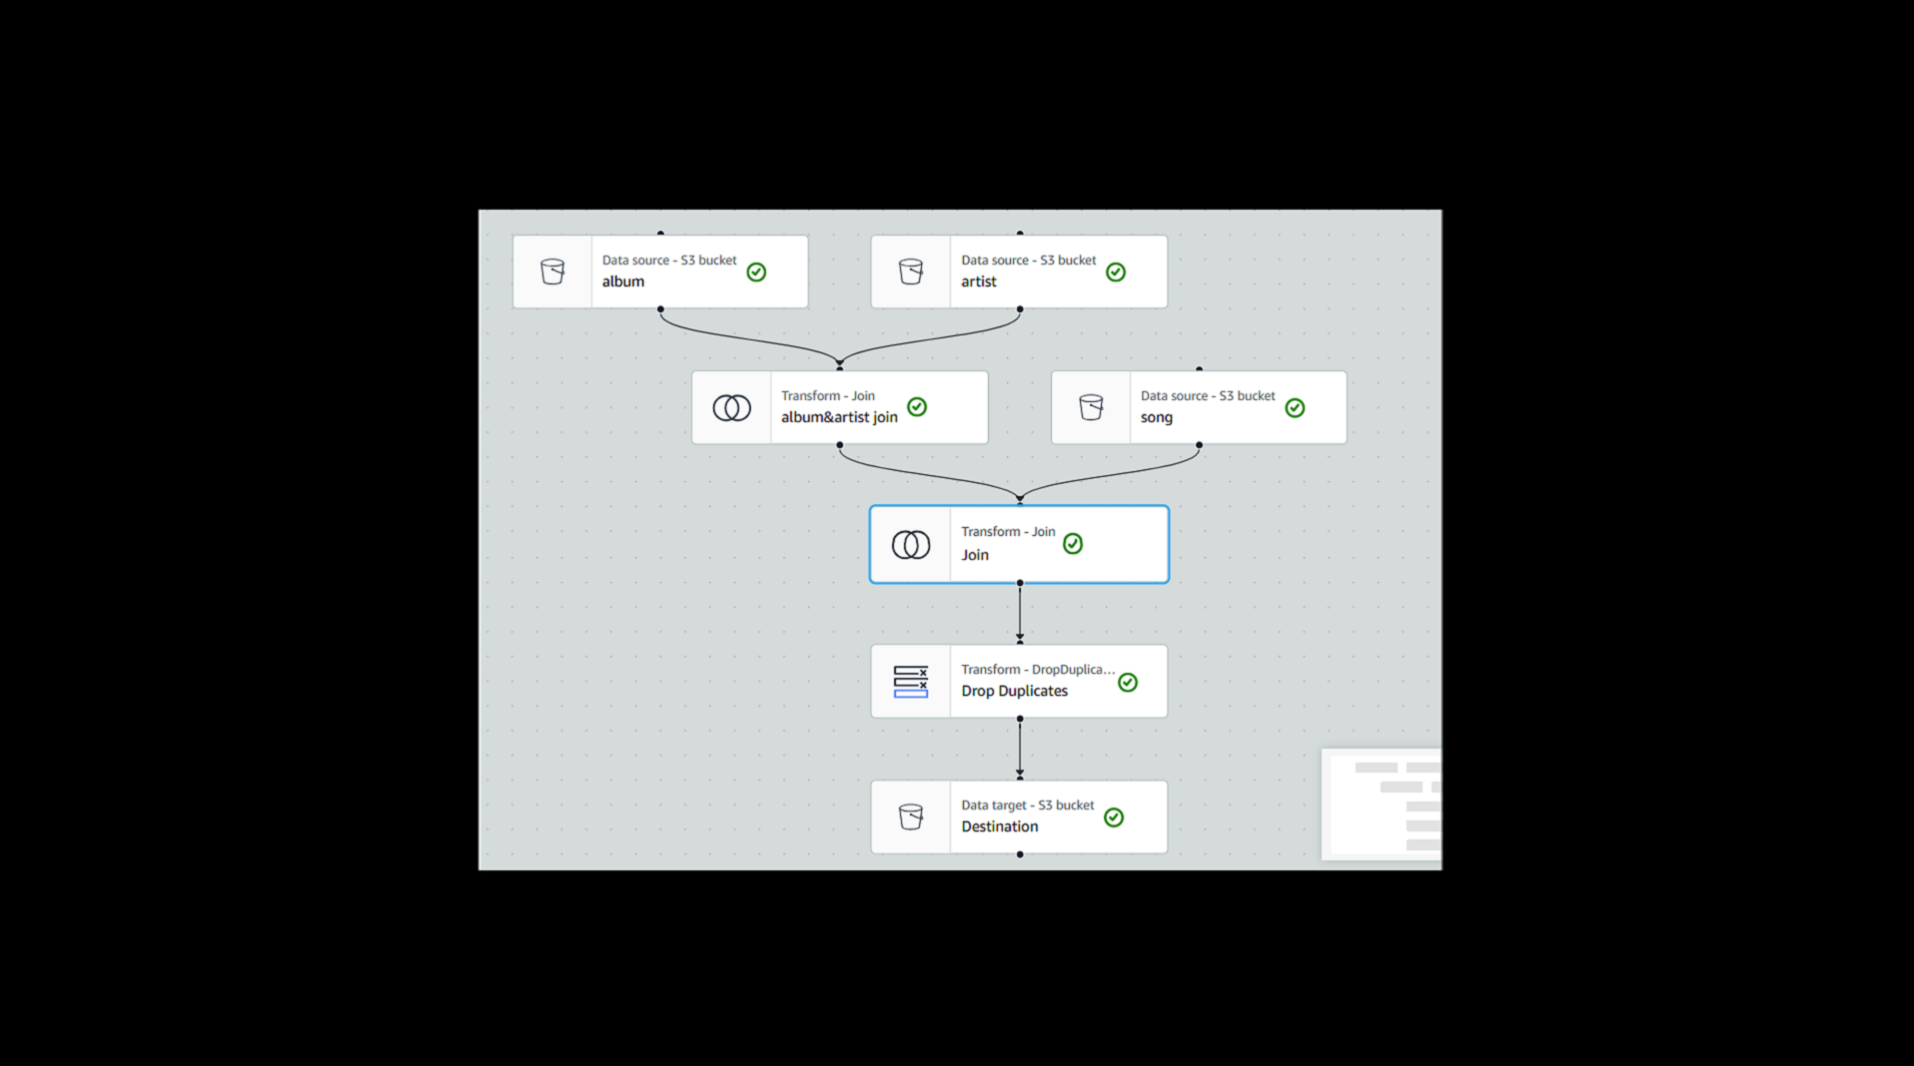 Data source - S3 bucket
album
Data source - S3 bucket
artist
Transform - Join
album&artist join
Data source - S3 bucket
song
Transform - Join
Join
Transform - DropDuplica...
Drop Duplicates
Data target - S3 bucket
Destination